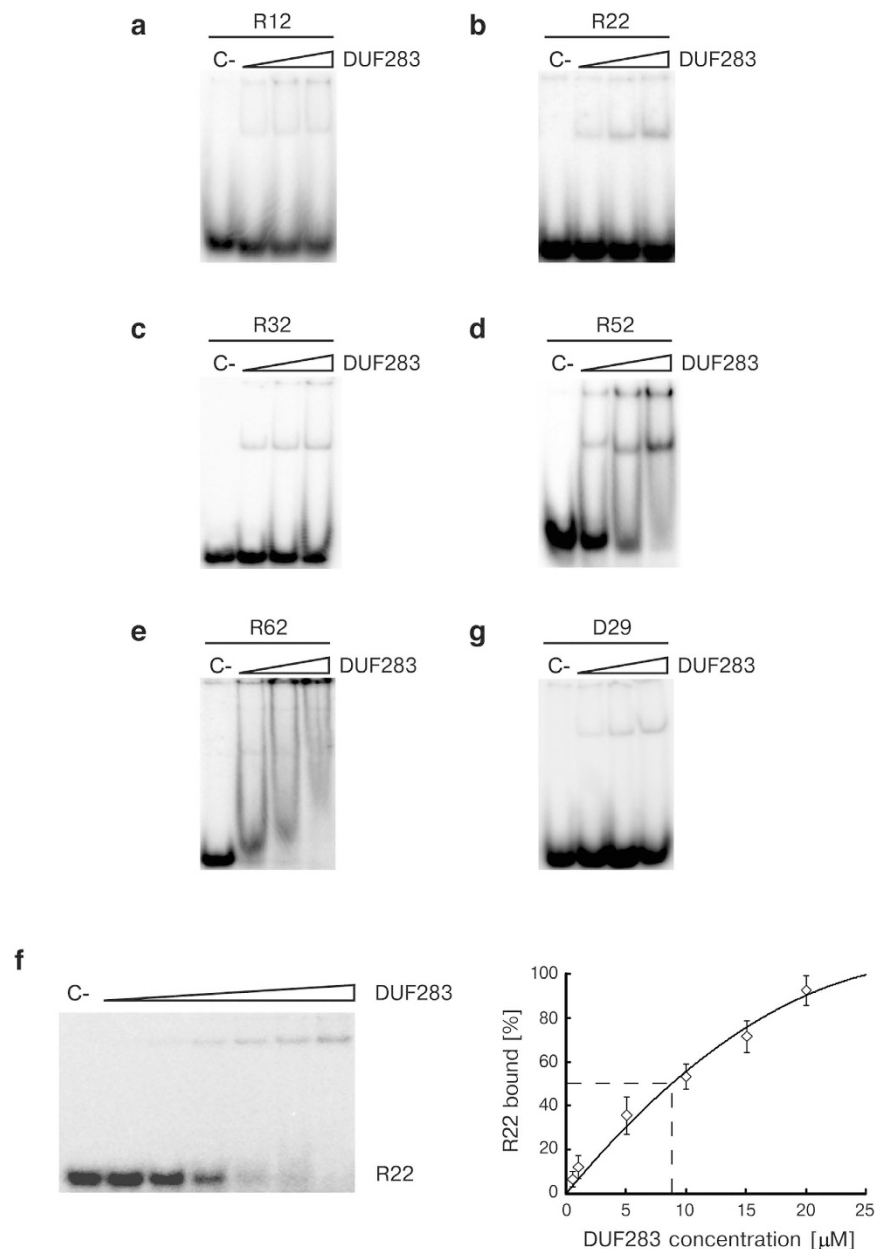 a
R12
C- DUF283
b
R22
C- DUF283
c
R32
C- DUF283
d
R52
C- DUF283
e
R62
C- DUF283
g
D29
C- DUF283
f
C- DUF283
R22
R22 bound [%]
100
80
60
40
20
0
0 5 10 15 20 25
DUF283 concentration [µM]